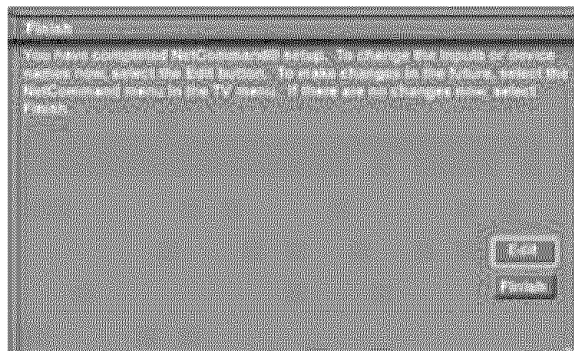 Finish
You have completed NetCommand® setup. To change the inputs or device
names now, select the Edit button. To make changes in the future, select the
NetCommand menu in the TV menu. If there are no changes now, select
Finish.
Edit
Finish